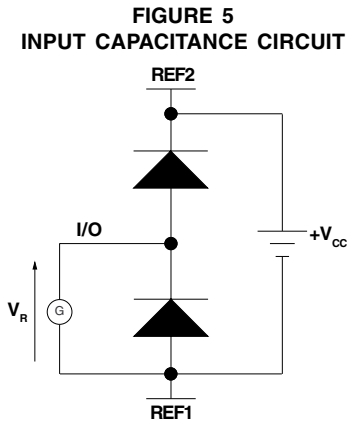 FIGURE 5
INPUT CAPACITANCE CIRCUIT
REF2
I/O
+VCC
VR
G
REF1